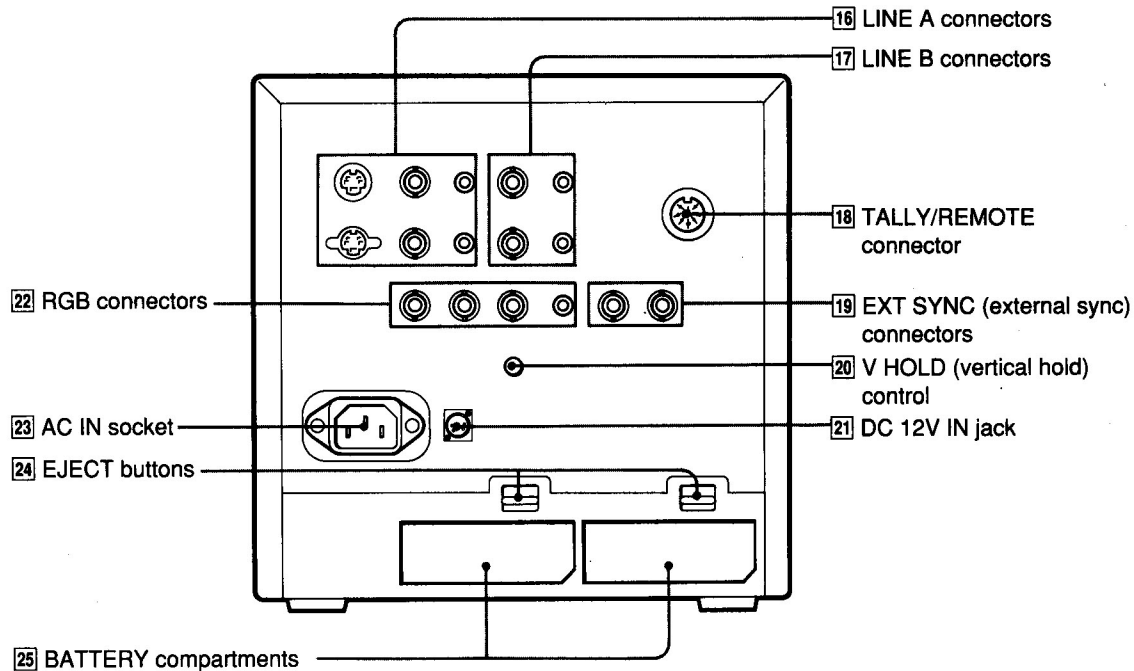 16 LINE A connectors
17 LINE B connectors
18 TALLY/REMOTE
connector
22 RGB connectors
19 EXT SYNC (external sync)
connectors
20 V HOLD (vertical hold)
control
23 AC IN socket
21 DC 12V IN jack
24 EJECT buttons
25 BATTERY compartments